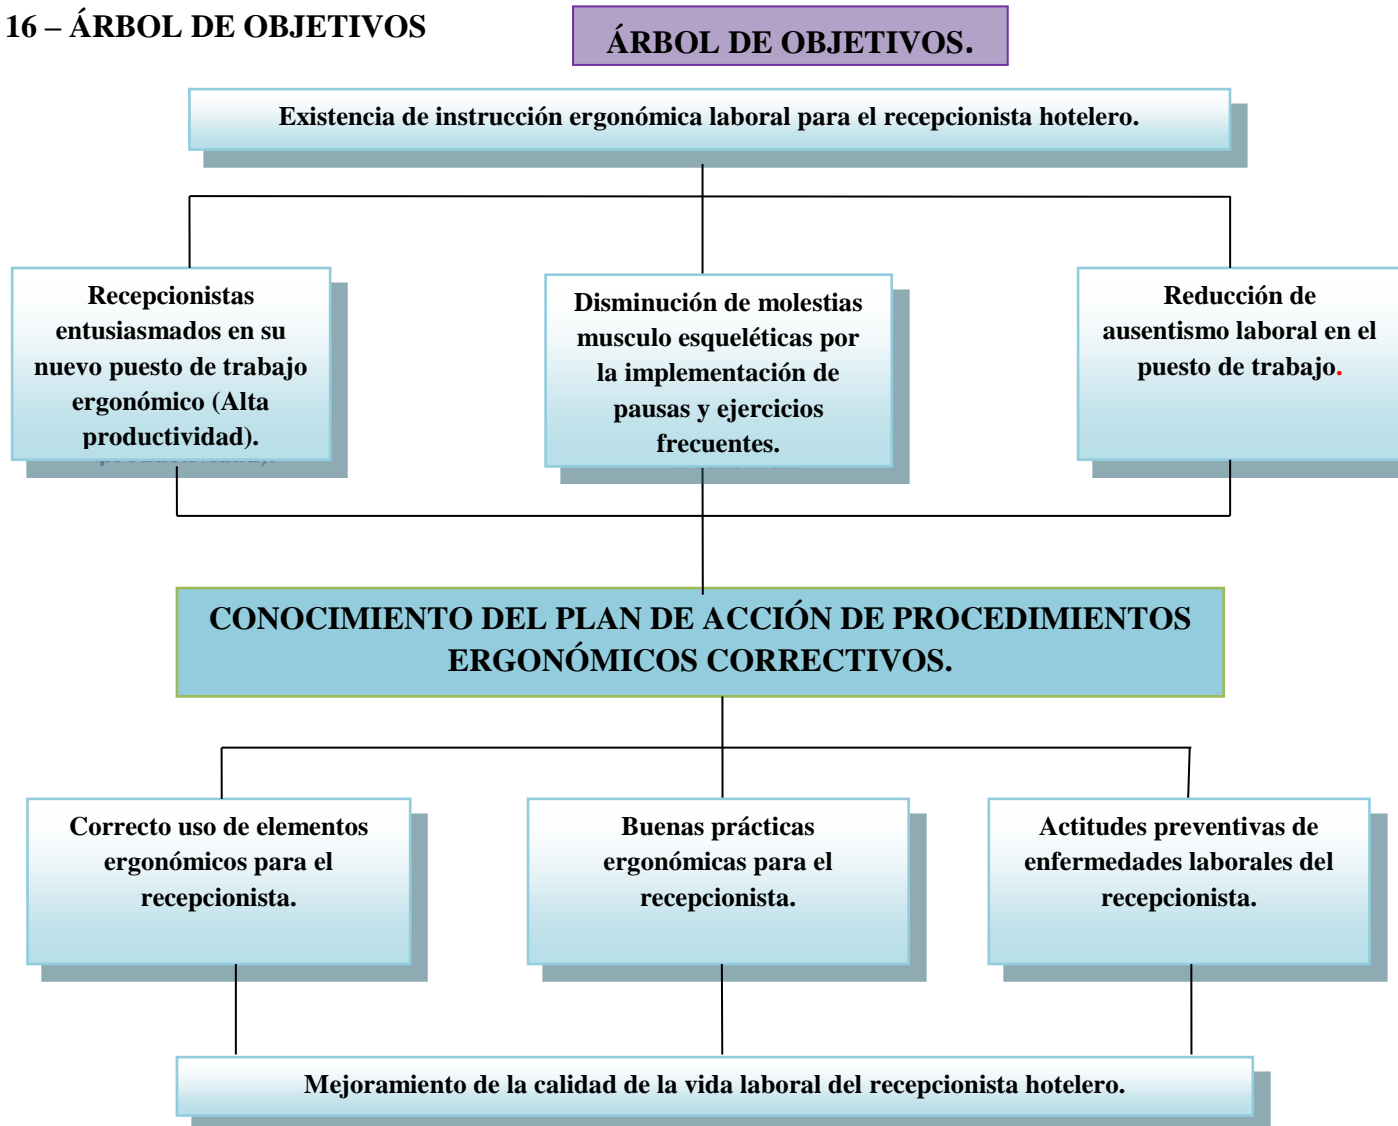 16 – ÁRBOL DE OBJETIVOS
ÁRBOL DE OBJETIVOS.
Existencia de instrucción ergonómica laboral para el recepcionista hotelero.
Recepcionistas
entusiasmados en su
nuevo puesto de trabajo
ergonómico (Alta
productividad).
Disminución de molestias
musculo esqueléticas por
la implementación de
pausas y ejercicios
frecuentes.
Reducción de
ausentismo laboral en el
puesto de trabajo.
CONOCIMIENTO DEL PLAN DE ACCIÓN DE PROCEDIMIENTOS
ERGONÓMICOS CORRECTIVOS.
Correcto uso de elementos
ergonómicos para el
recepcionista.
Buenas prácticas
ergonómicas para el
recepcionista.
Actitudes preventivas de
enfermedades laborales del
recepcionista.
Mejoramiento de la calidad de la vida laboral del recepcionista hotelero.